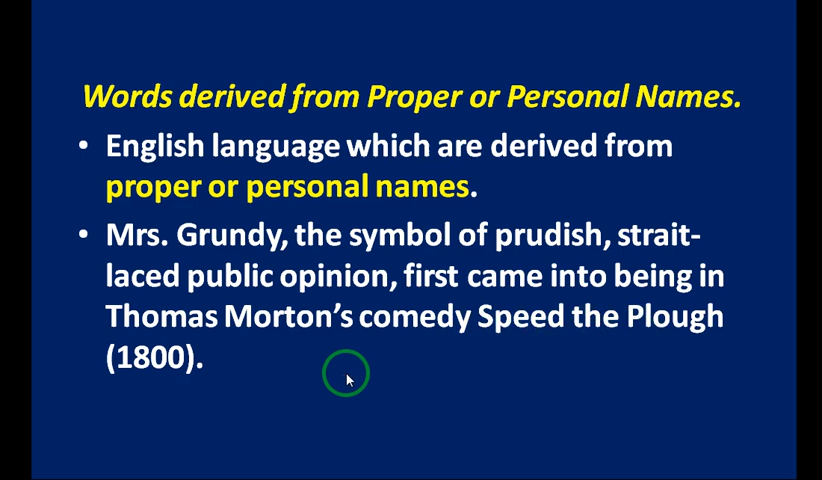 Words derived from Proper or Personal Names.
• English language which are derived from
proper or personal names.
• Mrs. Grundy, the symbol of prudish, strait-
laced public opinion, first came into being in
Thomas Morton's comedy Speed the Plough
(1800).